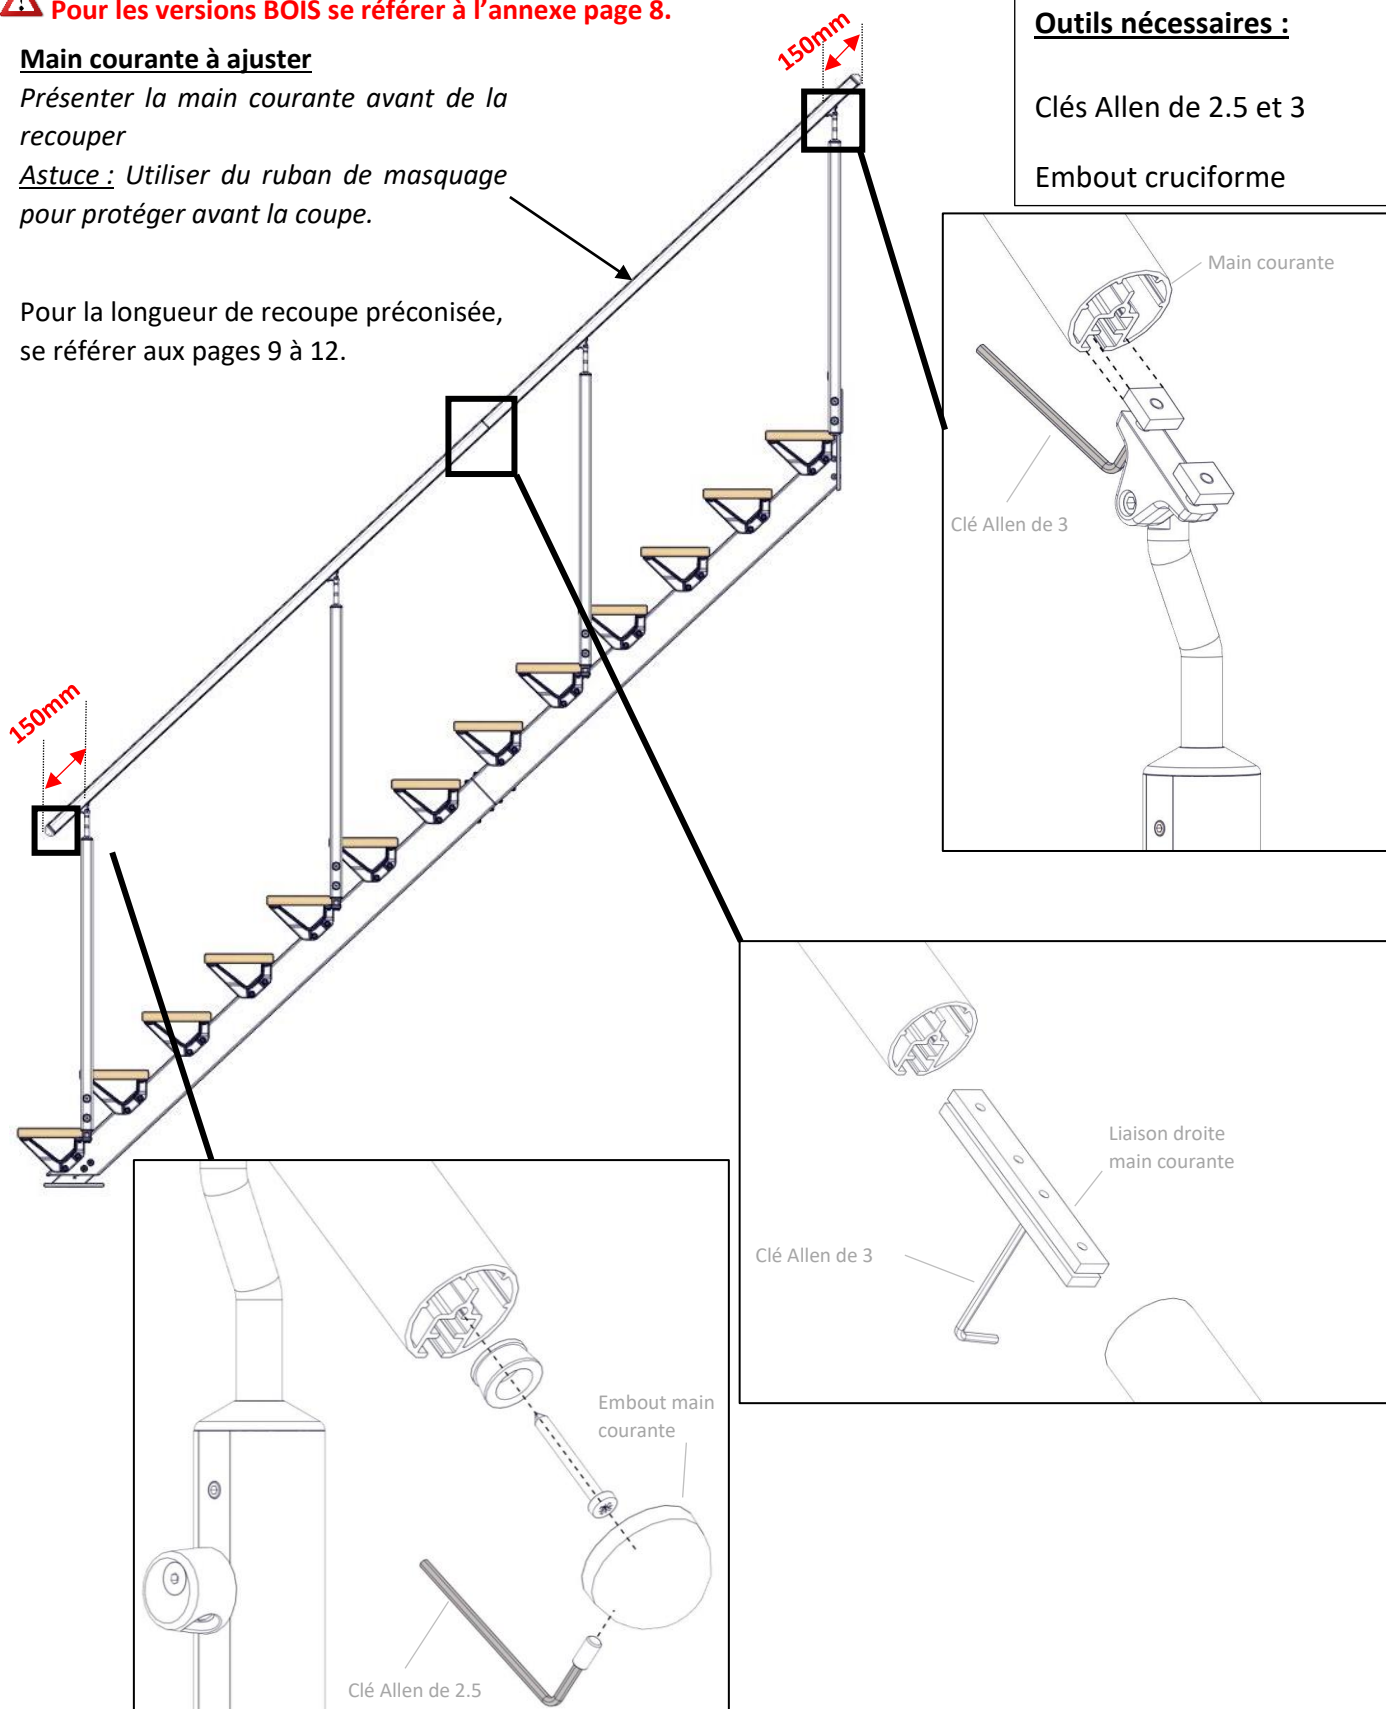 Pour les versions BOIS se référer à l’annexe page 8.
Main courante à ajuster
Présenter la main courante avant de la
recouper
Astuce : Utiliser du ruban de masquage
pour protéger avant la coupe.
Pour la longueur de recoupe préconisée,
se référer aux pages 9 à 12.
150mm
Outils nécessaires :
Clés Allen de 2.5 et 3
Embout cruciforme
Main courante
Clé Allen de 3
150mm
Liaison droite
main courante
Clé Allen de 3
Embout main
courante
Clé Allen de 2.5